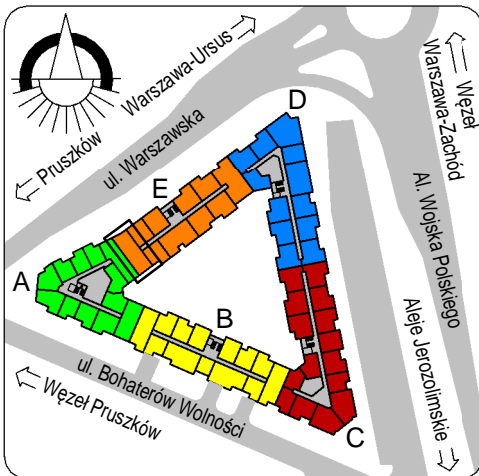 Warszawa-Ursus
Pruszków
ul. Warszawska
D
Węzeł
Warszawa-Zachód
Al. Wojska Polskiego
E
A
B
Aleje Jerozolimskie
ul. Bohaterów Wolności
Węzeł Pruszków
C